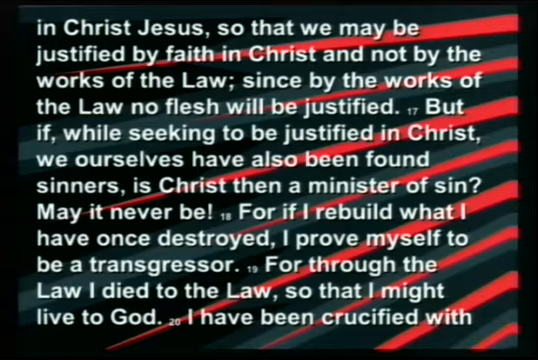 in Christ Jesus, so that we may be
justified by faith in Christ and not by the
works of the Law; since by the works of
the Law no flesh will be justified. 17 But
if, while seeking to be justified in Christ,
we ourselves have also been found
sinners, is Christ then a minister of sin?
May it never be! 18 For if I rebuild what I
have once destroyed, I prove myself to
be a transgressor. 19 For through the
Law I died to the Law, so that I might
live to God. 20 I have been crucified with